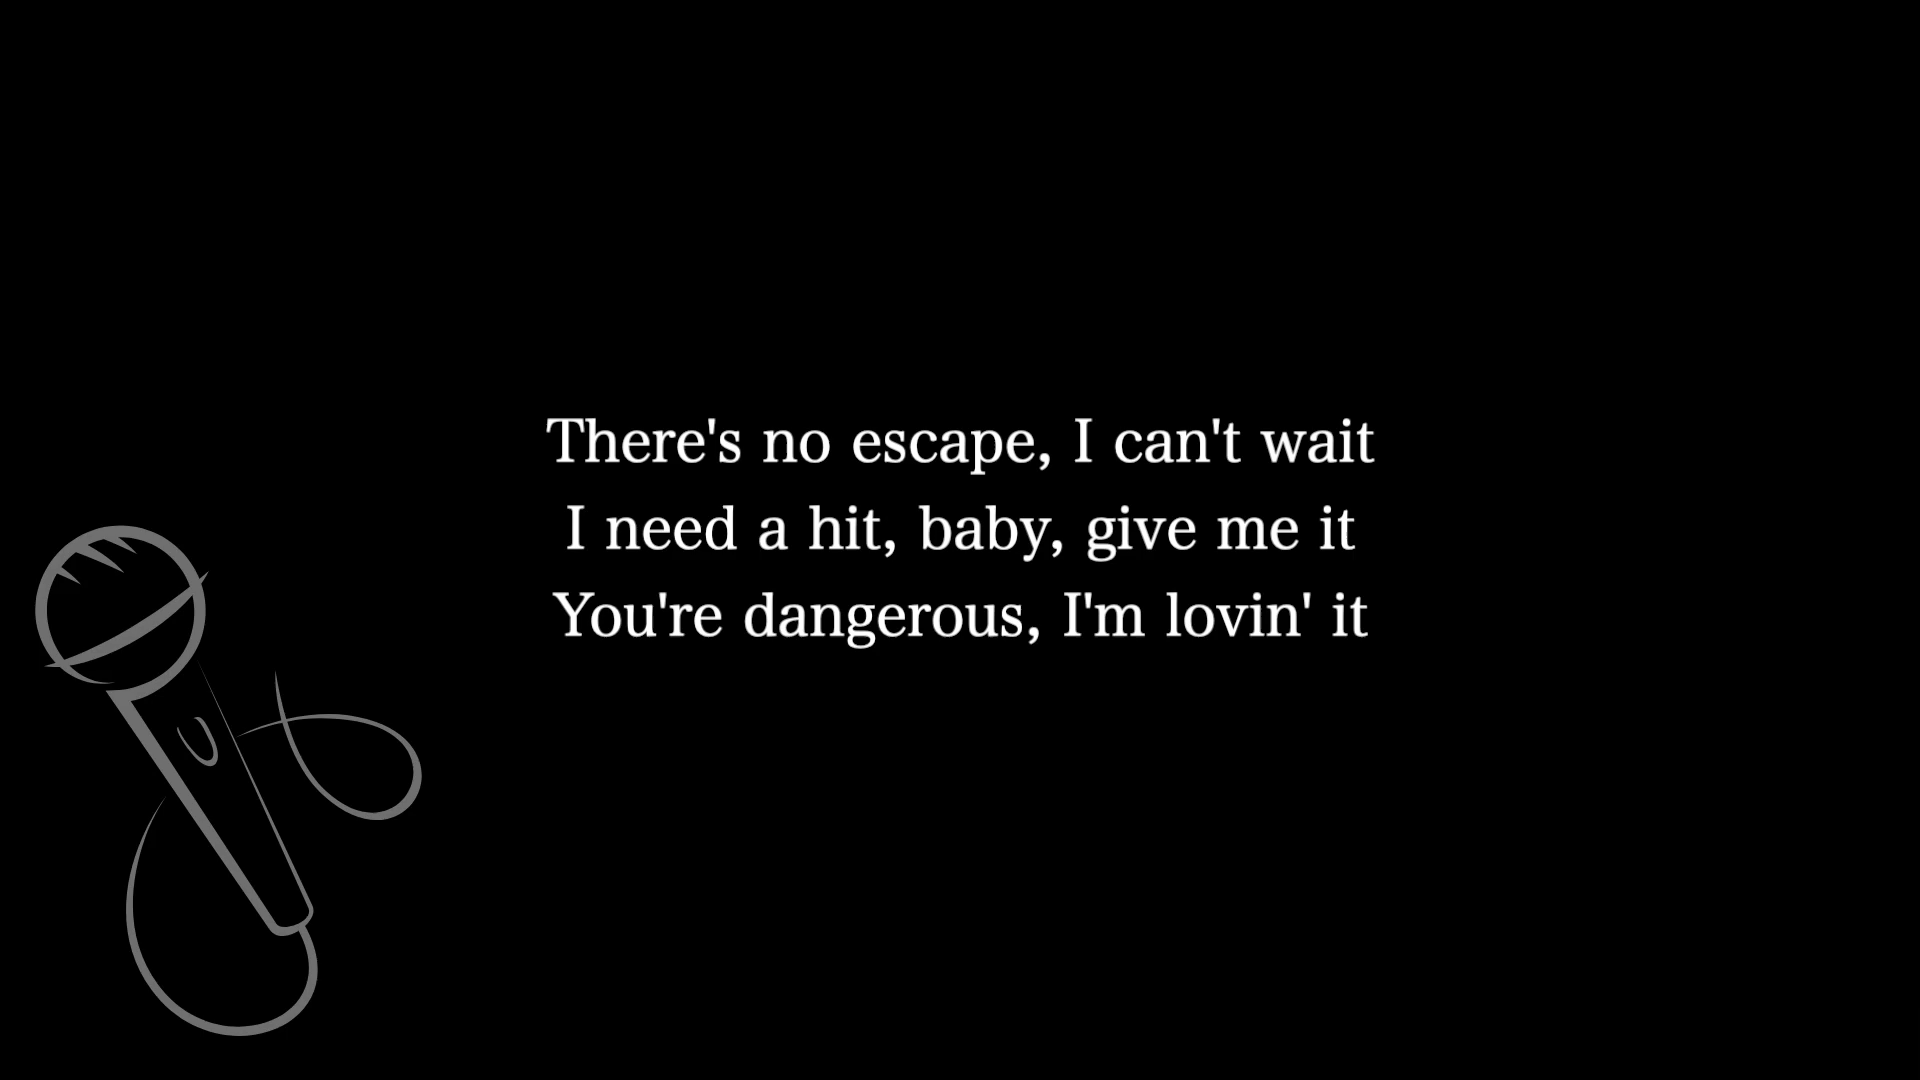 There's no escape, I can't wait
I need a hit, baby, give me it
You're dangerous, I'm lovin' it